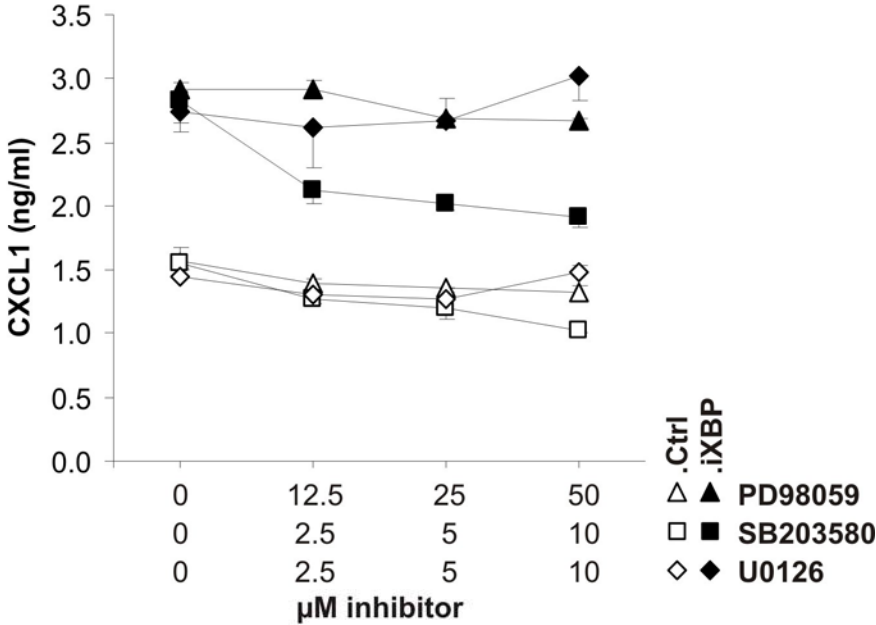 3.5
3.0
2.5
2.0
1.5
1.0
0.5
0.0
CXCL1 (ng/ml)
.Ctrl
.iXBP
0 12.5 25 50 PD98059
0 2.5 5 10 SB203580
0 2.5 5 10 U0126
µM inhibitor